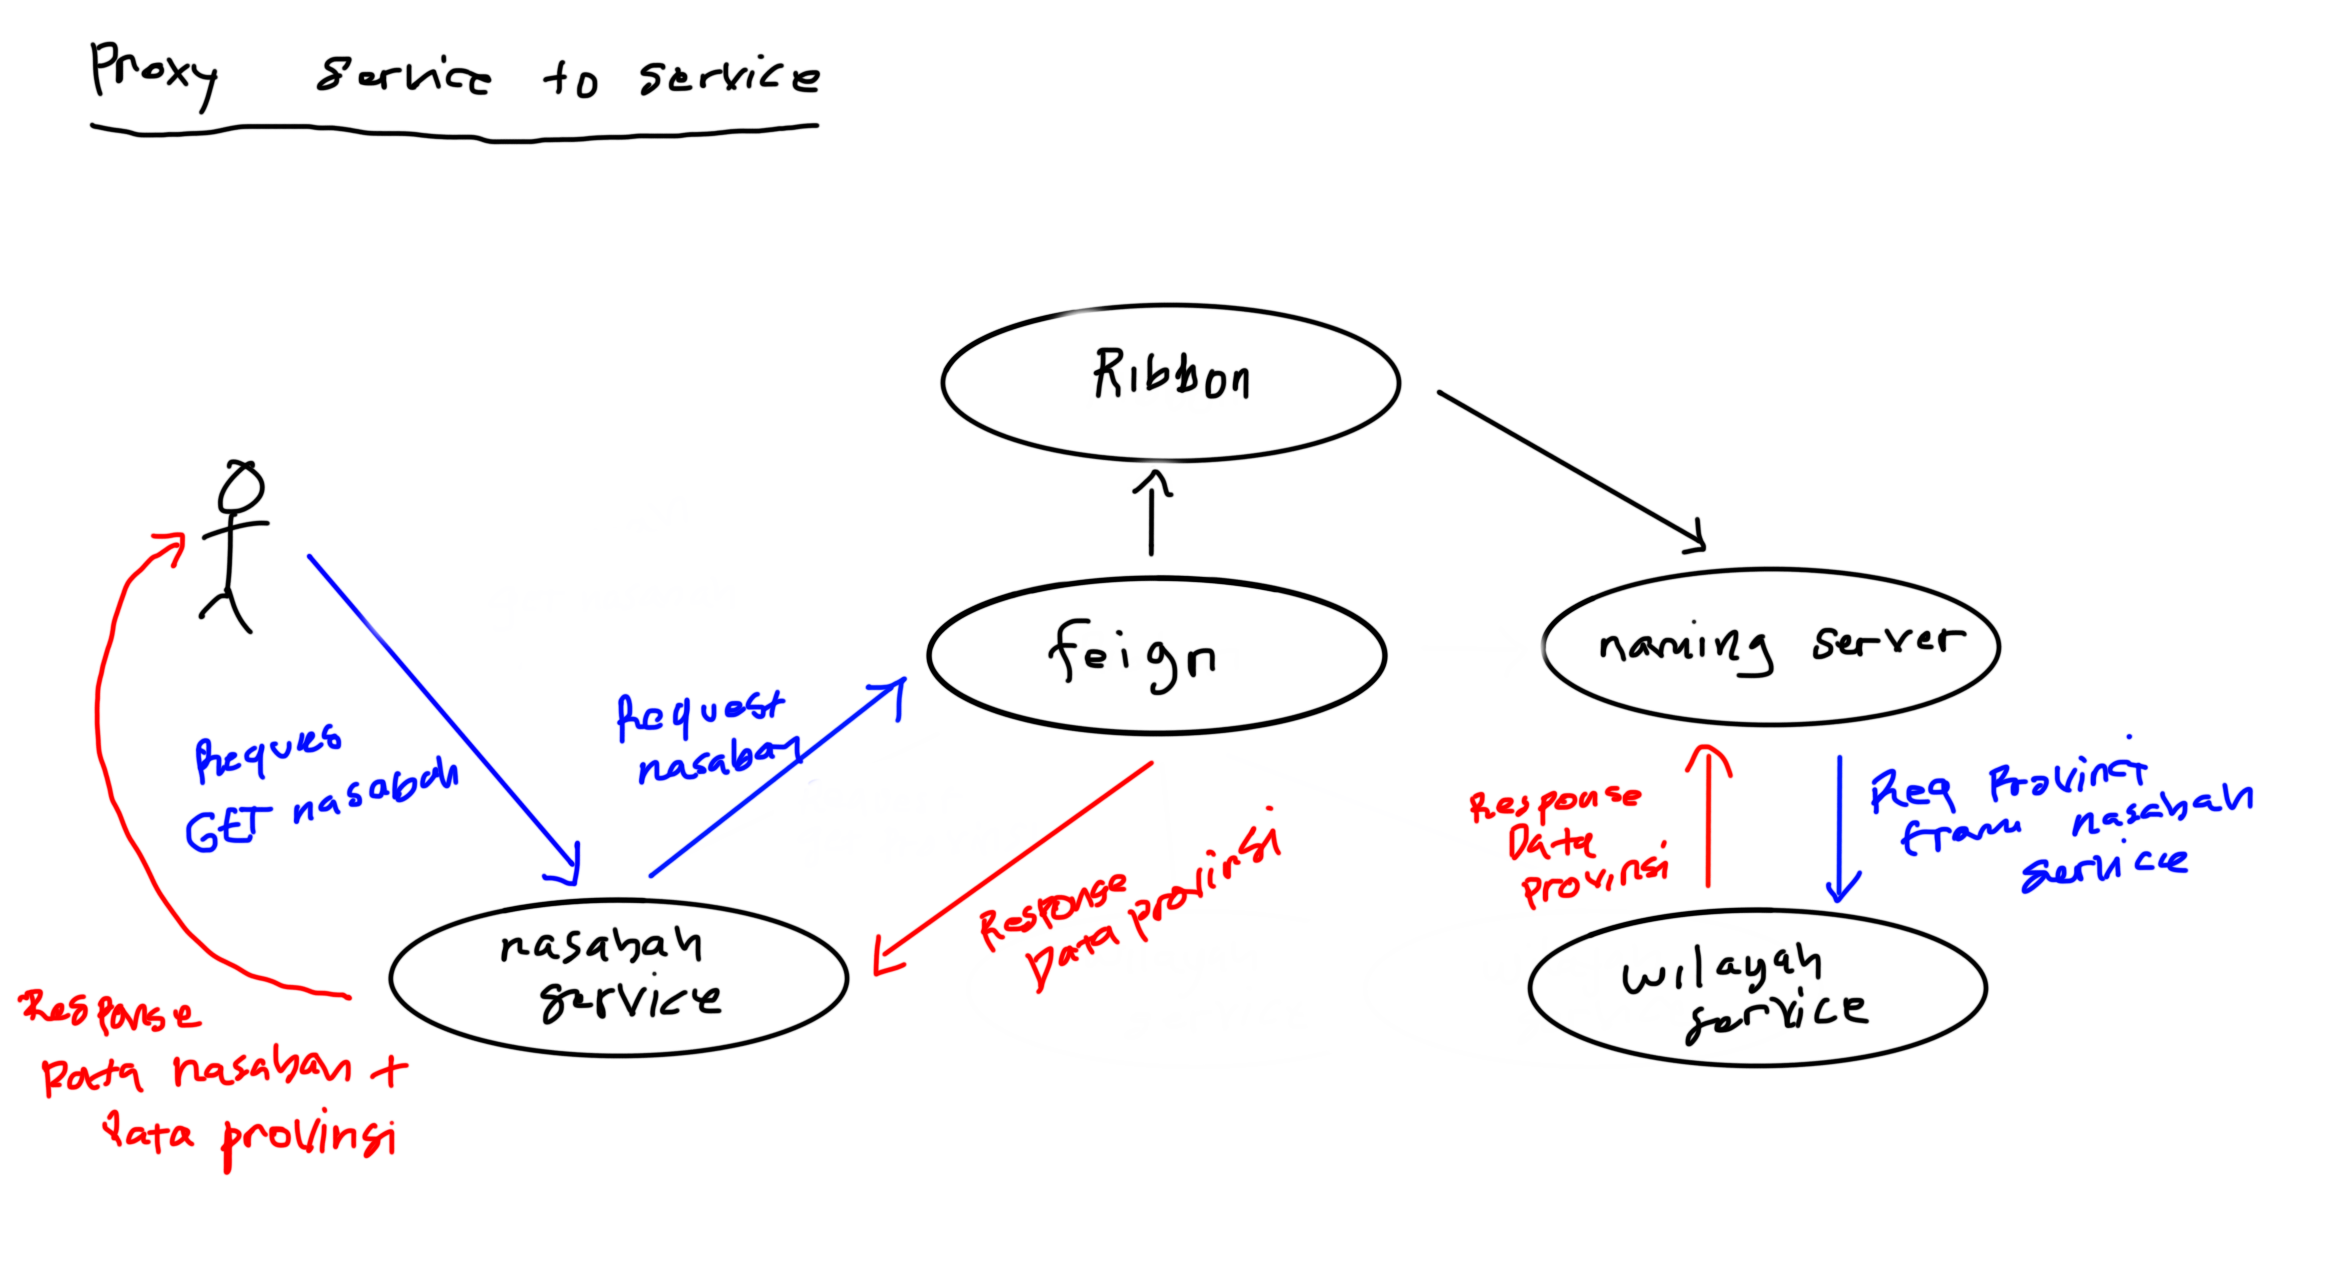 Proxy service to service
Ribbon
feign
naming server
Reques
GET nasabah
Request
nasabah
Response
Data provinsi
Response
Data
provinsi
Req Provinsi
from nasabah
service
nasabah
service
wilayah
service
Response
Data nasabah +
Data provinsi